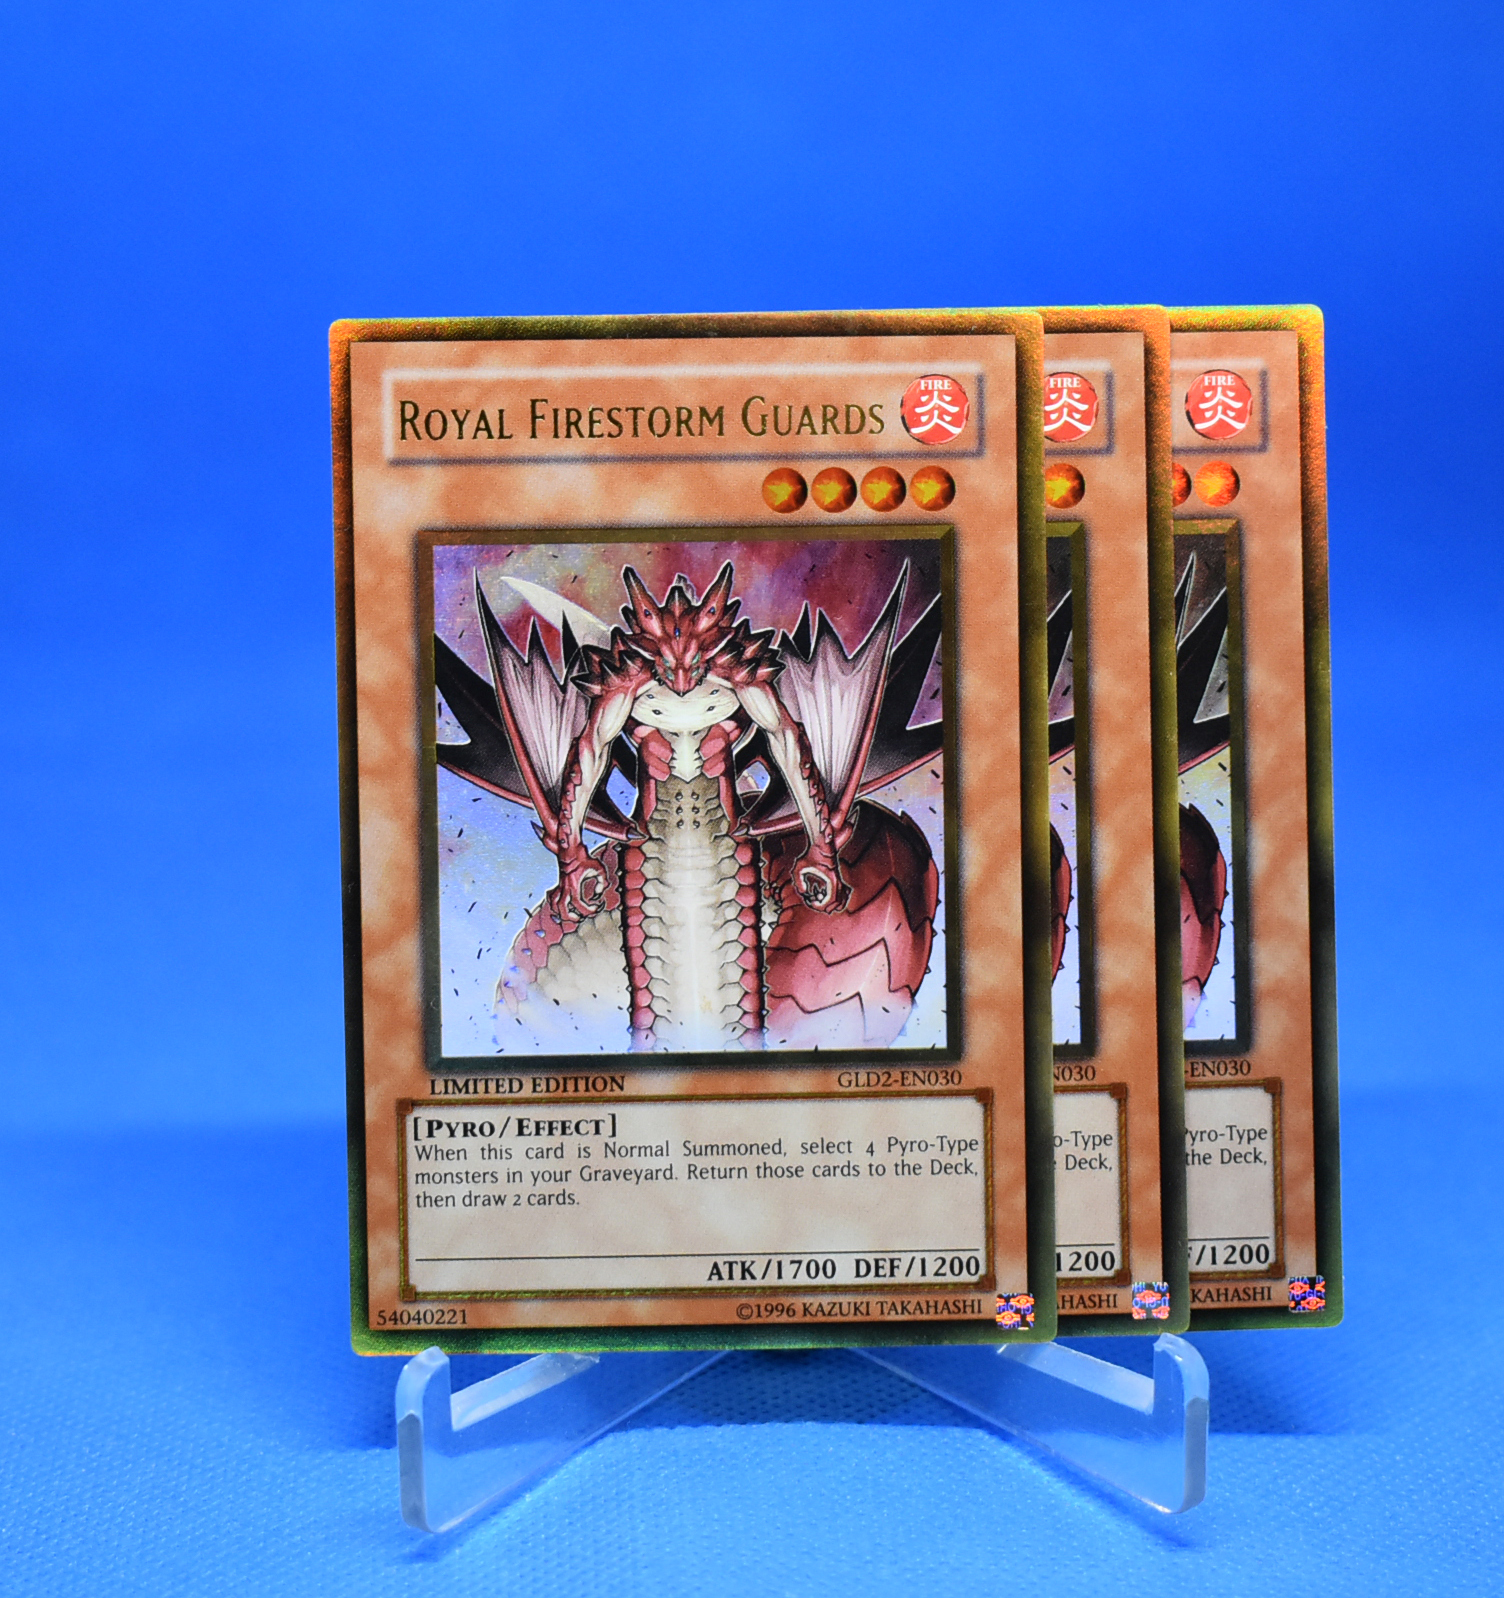 ROYAL FIRESTORM GUARDS
FIRE
炎
LIMITED EDITION
GLD2-EN030
[PYRO/EFFECT]
When this card is Normal Summoned, select 4 Pyro-Type
monsters in your Graveyard. Return those cards to the Deck,
then draw 2 cards.
ATK/1700 DEF/1200
54040221
©1996 KAZUKI TAKAHASHI
FIRE
炎
N030
o-Type
Deck,
1200
AHASHI
FIRE
炎
-EN030
Pyro-Type
the Deck,
/1200
KAHASHI